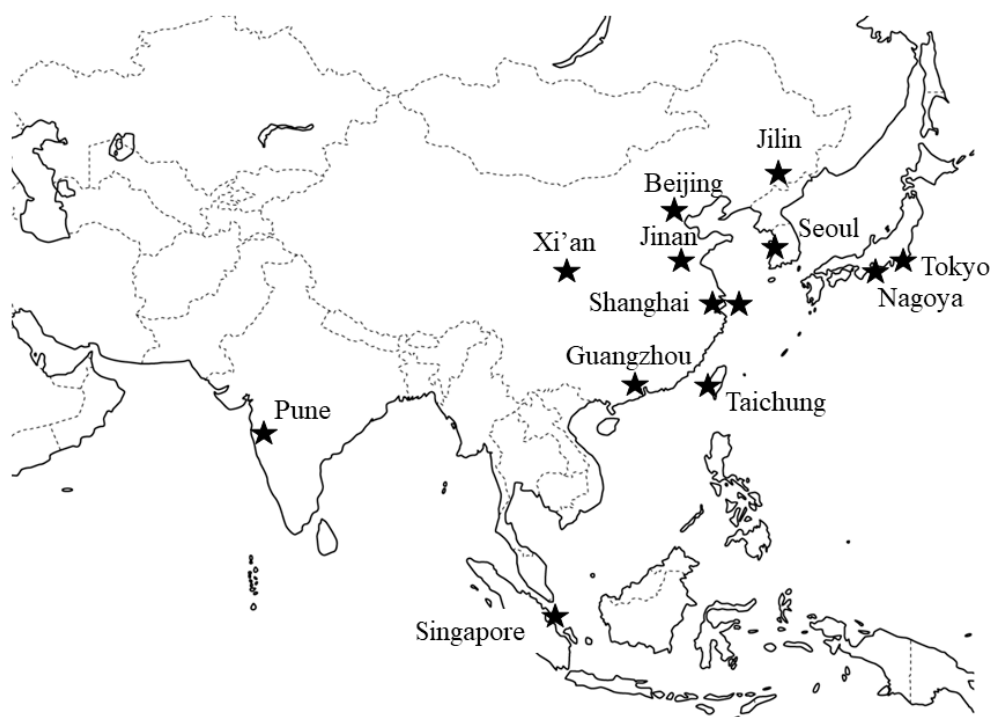 Jilin
Beijing
Seoul
Jinan
Xi’an
Tokyo
Nagoya
Shanghai
Guangzhou
Taichung
Pune
Singapore